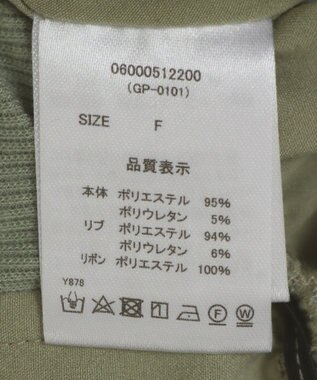 06000512200
(GP-0101)
SIZE F
品質表示
本体 ポリエステル 95%
ポリウレタン 5%
リブ ポリエステル 94%
ポリウレタン 6%
リボン ポリエステル 100%
Y878
F W